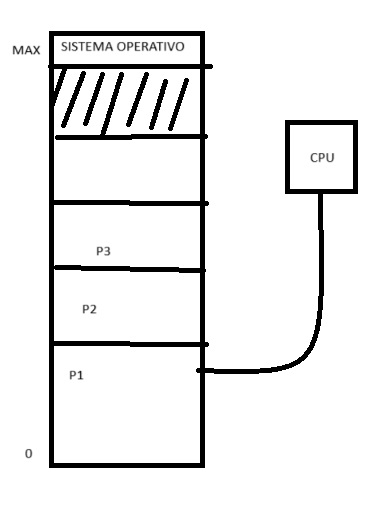 SISTEMA OPERATIVO
MAX
CPU
P3
P2
P1
0